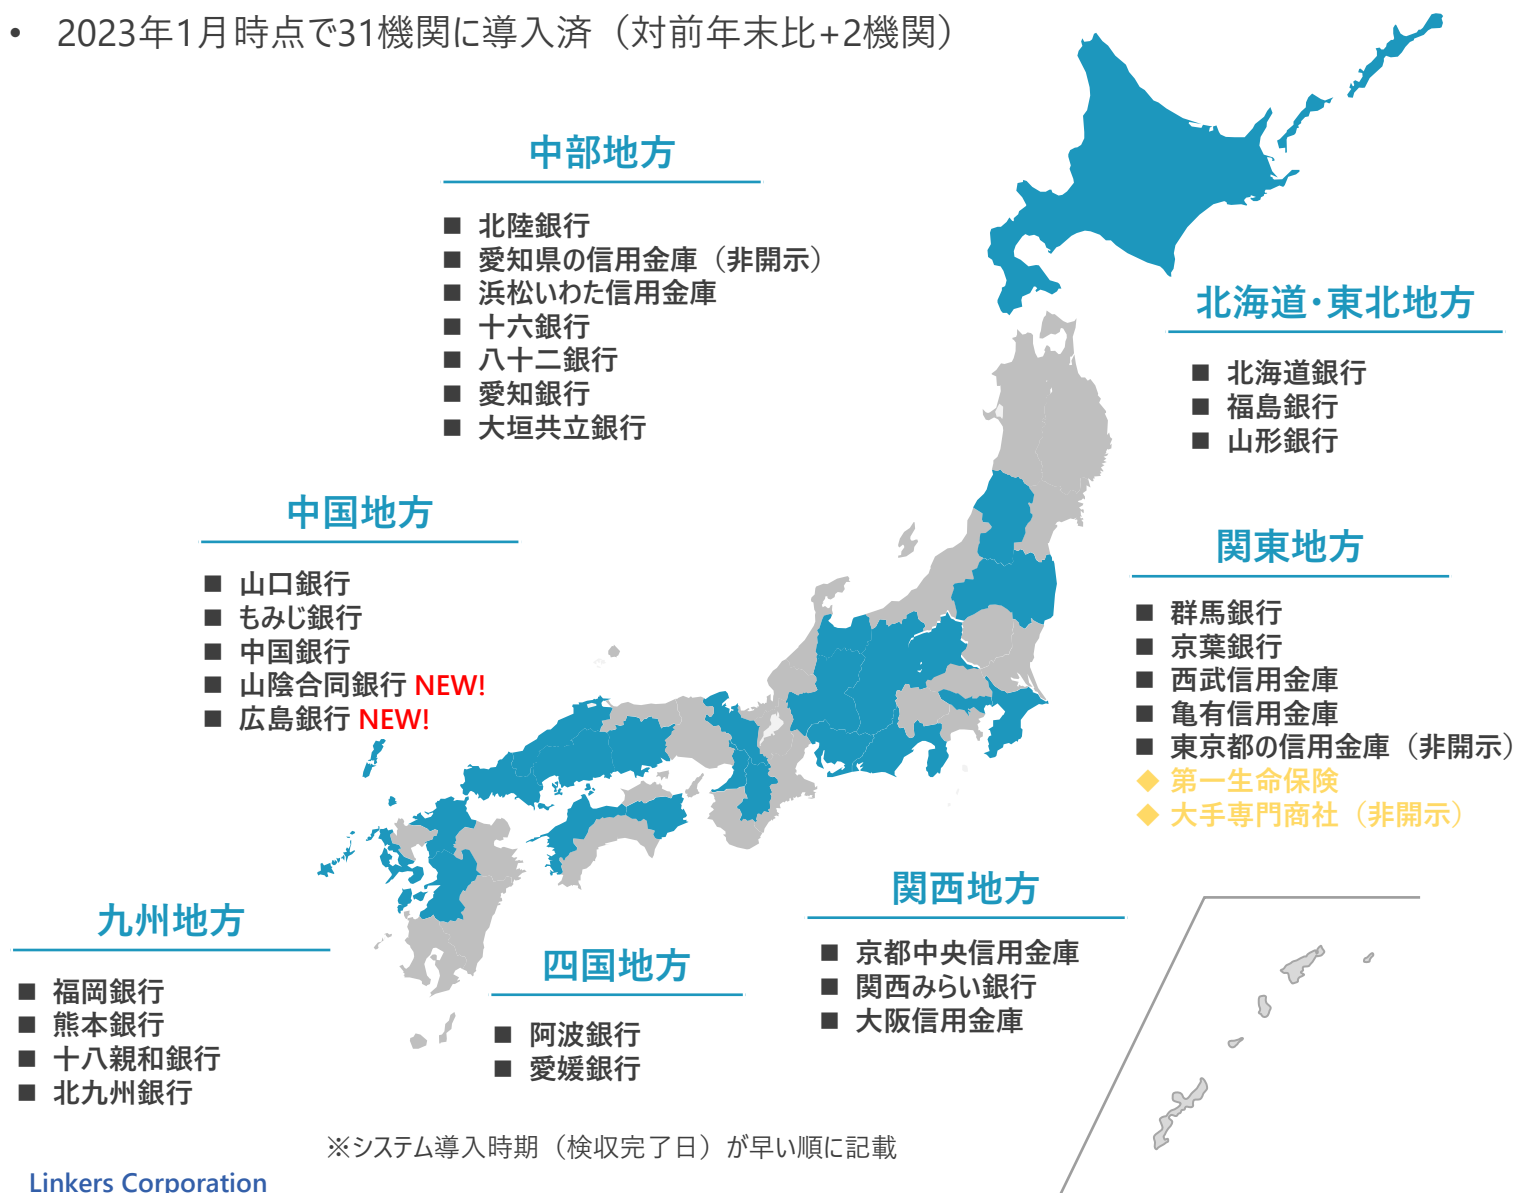 • 2023年1月時点で31機関に導入済（対前年末比+2機関）
中部地方
■ 北陸銀行
■ 愛知県の信用金庫（非開示）
■ 浜松いわた信用金庫
■ 十六銀行
■ 八十二銀行
■ 愛知銀行
■ 大垣共立銀行
北海道・東北地方
■ 北海道銀行
■ 福島銀行
■ 山形銀行
中国地方
■ 山口銀行
■ もみじ銀行
■ 中国銀行
■ 山陰合同銀行 NEW!
■ 広島銀行 NEW!
関東地方
■ 群馬銀行
■ 京葉銀行
■ 西武信用金庫
■ 亀有信用金庫
■ 東京都の信用金庫（非開示）
◆ 第一生命保険
◆ 大手専門商社（非開示）
関西地方
■ 京都中央信用金庫
■ 関西みらい銀行
■ 大阪信用金庫
九州地方
■ 福岡銀行
■ 熊本銀行
■ 十八親和銀行
■ 北九州銀行
四国地方
■ 阿波銀行
■ 愛媛銀行
※システム導入時期（検収完了日）が早い順に記載
Linkers Corporation